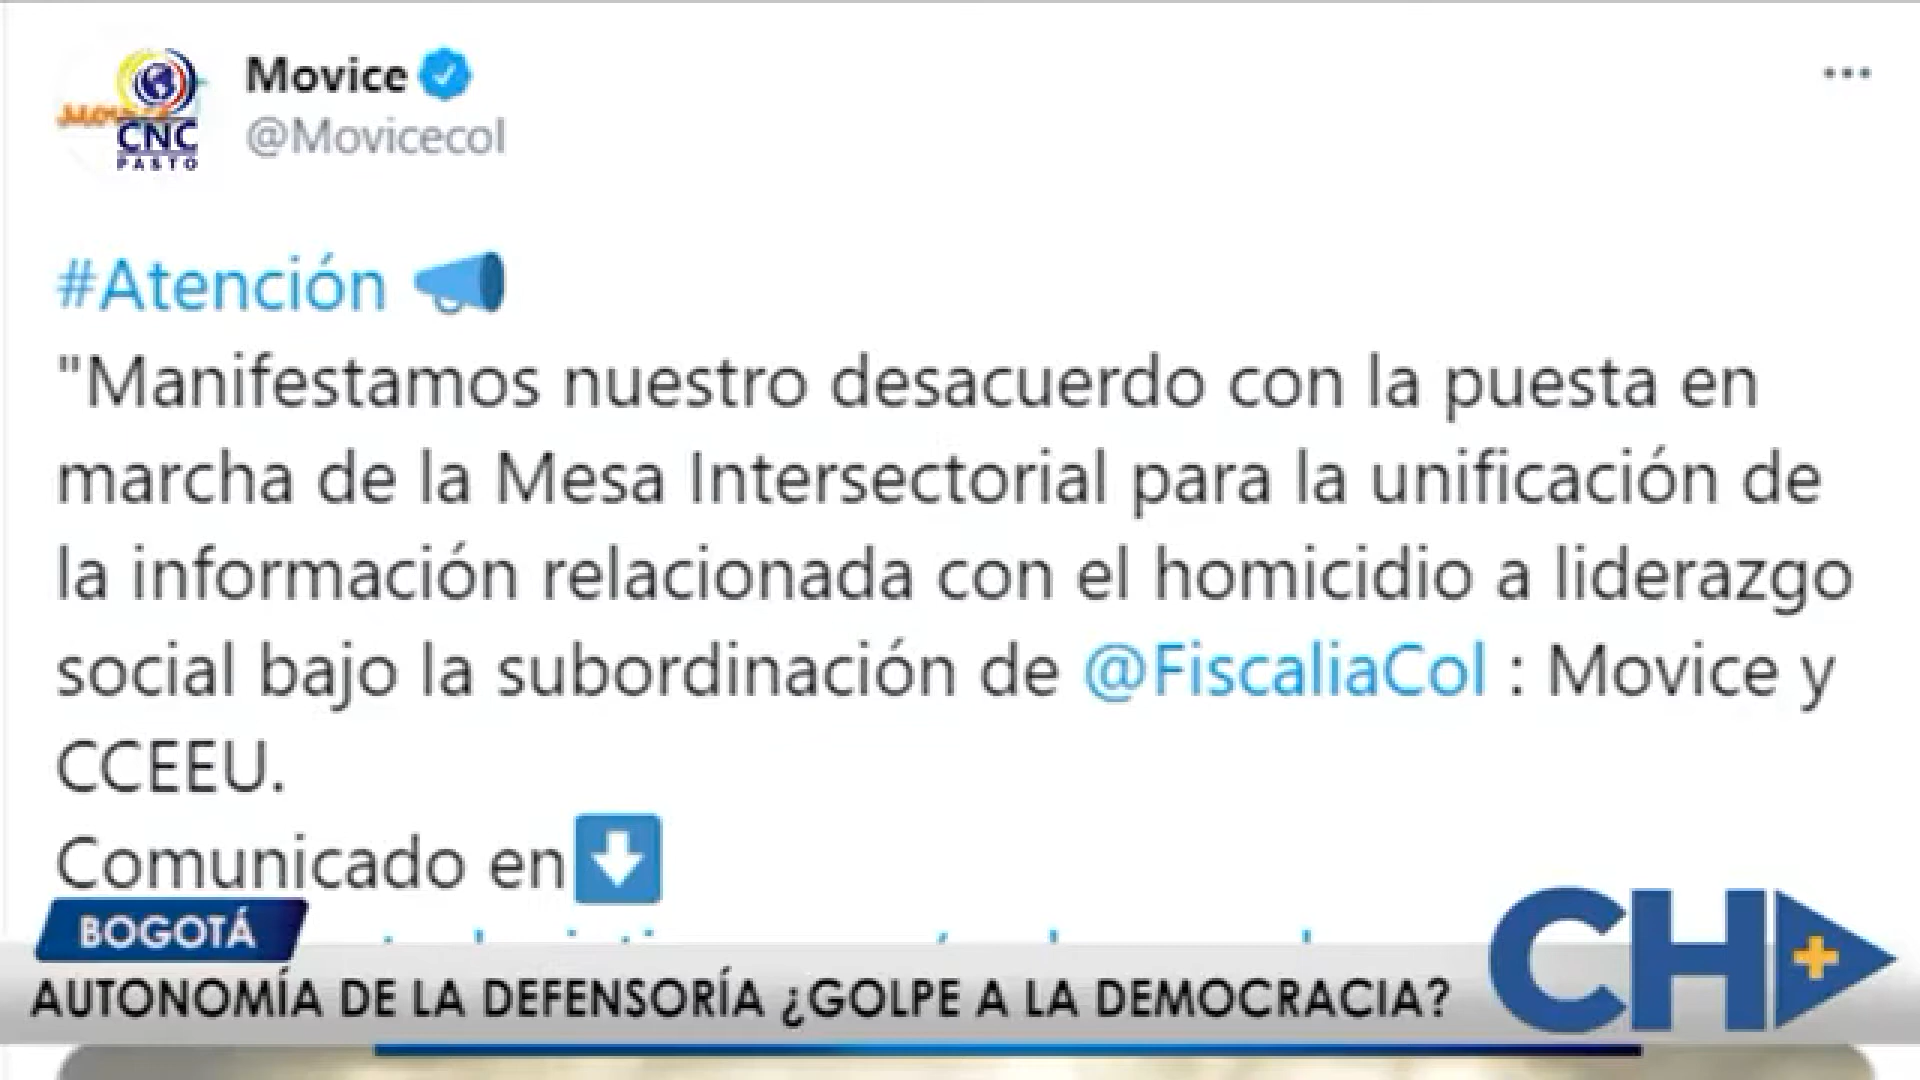 Movice
@Movicecol
CNC
PASTO
#Atención
"Manifestamos nuestro desacuerdo con la puesta en
marcha de la Mesa Intersectorial para la unificación de
la información relacionada con el homicidio a liderazgo
social bajo la subordinación de @FiscaliaCol : Movice y
CCEEU.
Comunicado en
BOGOTÁ
AUTONOMÍA DE LA DEFENSORÍA ¿GOLPE A LA DEMOCRACIA?
CH+